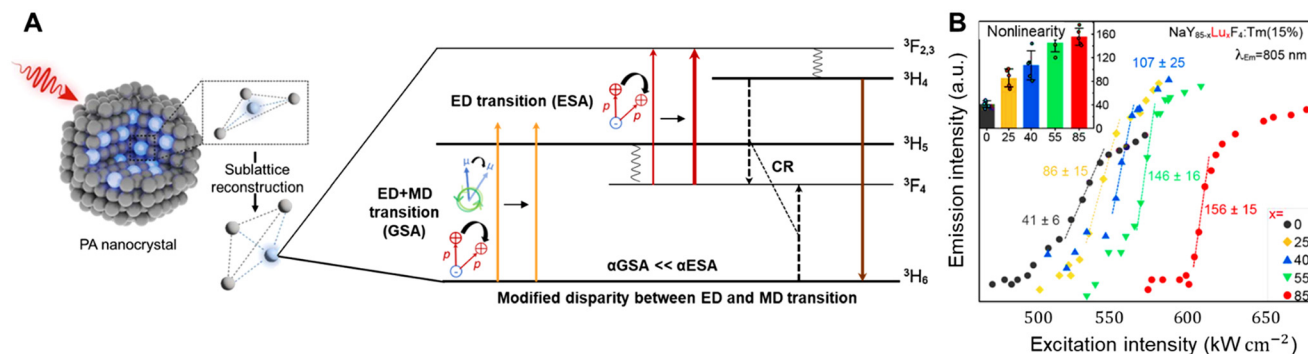 A
PA nanocrystal
Sublattice
reconstruction
ED+MD
transition
(GSA)
μ
μ
p
p
ED transition (ESA)
p
p
CR
αGSA << αESA
Modified disparity between ED and MD transition
³F₂,₃
³H₄
³H₅
³F₄
³H₆
B
Nonlinearity
160
120
80
40
0
0 25 40 55 85
NaY₈₅₋ₓLuₓF₄:Tm(15%)
λEm=805 nm
107 ± 25
86 ± 15
146 ± 16
41 ± 6
156 ± 15
x=
0
25
40
55
85
Emission intensity (a.u.)
500 550 600 650
Excitation intensity (kW cm⁻²)